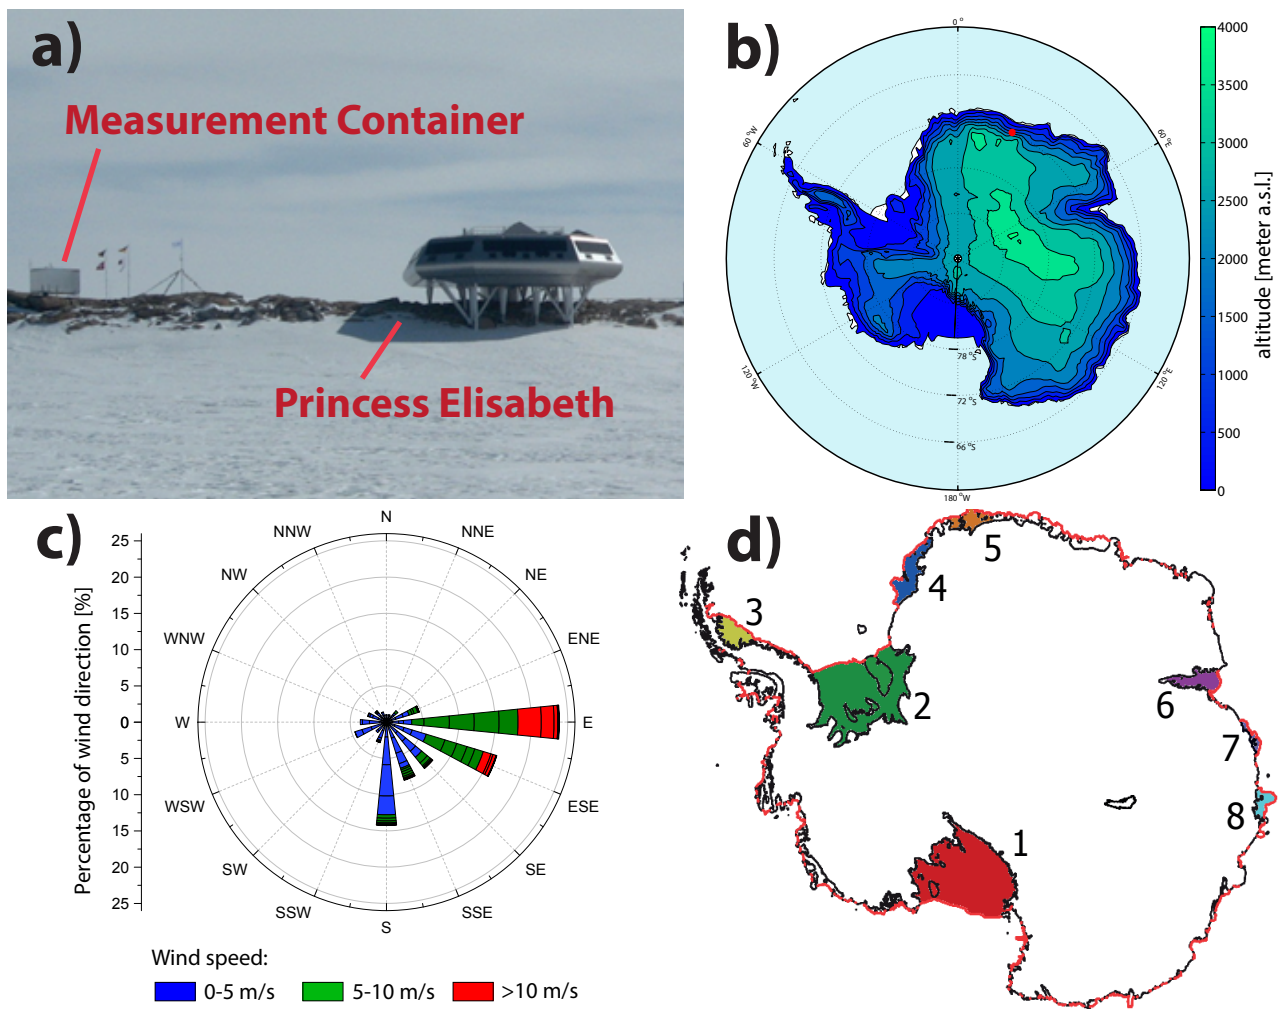 a)
Measurement Container
Princess Elisabeth
b)
0°
60°W
60°E
120°W
120°E
180°W
78°S
72°S
66°S
4000
3500
3000
2500
2000
1500
1000
500
0
altitude [meter a.s.l.]
c)
N
NNE
NE
ENE
E
ESE
SE
SSE
S
SSW
SW
WSW
W
WNW
NW
NNW
25
20
15
10
5
0
5
10
15
20
25
Percentage of wind direction [%]
Wind speed:
0-5 m/s
5-10 m/s
>10 m/s
d)
5
4
3
2
6
7
8
1